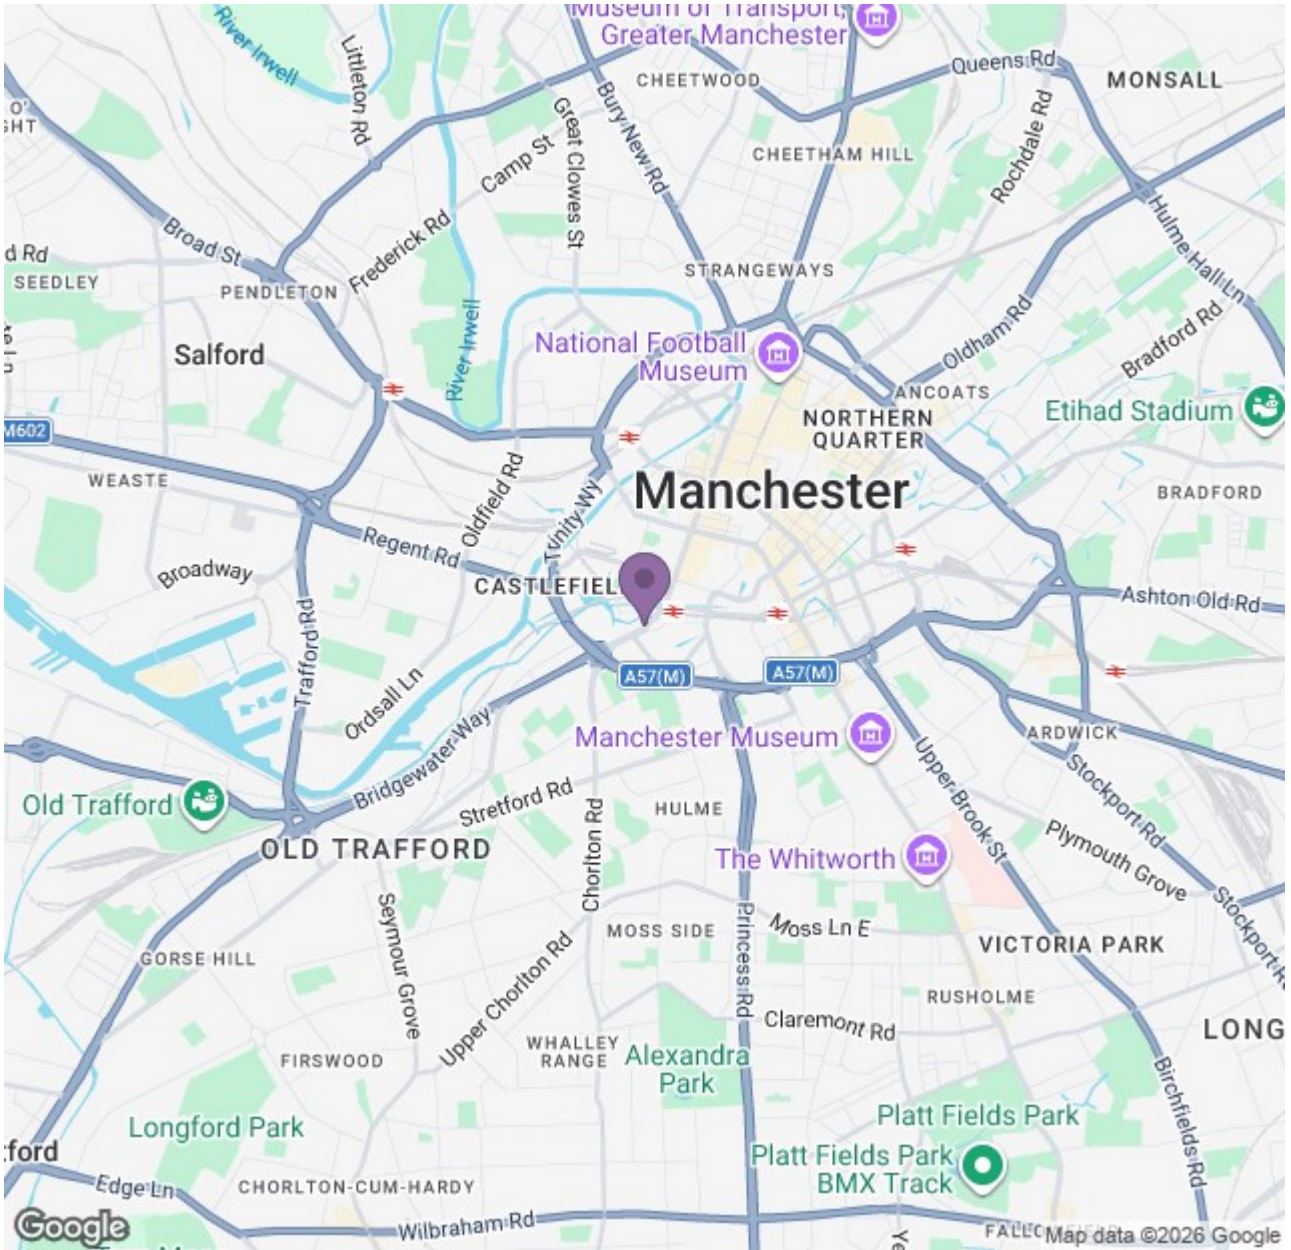 Museum of Transport,
Greater Manchester
River Irwell
Littleton Rd
CHEETWOOD
Queens Rd
MONSALL
Bury New Rd
Great Clowes St
Camp St
Rochdale Rd
CHEETHAM HILL
Broad St
Frederick Rd
Hulme Hall Ln
d Rd
SEEDLEY
PENDLETON
STRANGEWAYS
River Irwell
Oldham Rd
Bradford Rd
Salford
National Football
Museum
ANCOATS
NORTHERN
QUARTER
Etihad Stadium
M602
WEASTE
Oldfield Rd
Manchester
BRADFORD
Trinity Wy
Regent Rd
Broadway
CASTLEFIEL
Ashton Old Rd
Trafford Rd
Ordsall Ln
A57(M)
A57(M)
Bridgewater Way
Manchester Museum
ARDWICK
Upper Brook St
Stockport Rd
Old Trafford
Stretford Rd
HULME
Chorlton Rd
OLD TRAFFORD
The Whitworth
Plymouth Grove
Stockport R
Seymour Grove
Princess Rd
MOSS SIDE
Moss Ln E
VICTORIA PARK
GORSE HILL
Upper Chorlton Rd
RUSHOLME
Claremont Rd
LONG
FIRSWOOD
WHALLEY
RANGE
Alexandra
Park
Birchfields Rd
Longford Park
Platt Fields Park
Platt Fields Park
BMX Track
Edge Ln
CHORLTON-CUM-HARDY
Wilbraham Rd
Google
Map data ©2026 Google